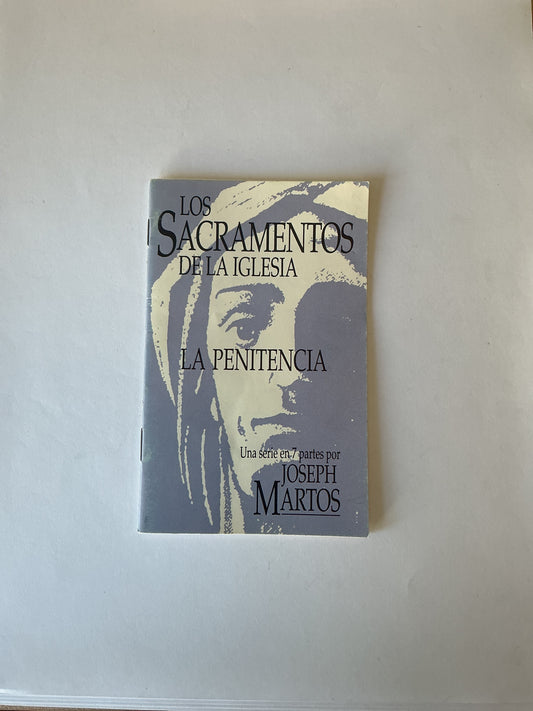 LOS
SACRAMENTOS
DE LA IGLESIA
LA PENITENCIA
Una serie en 7 partes por
JOSEPH
MARTOS